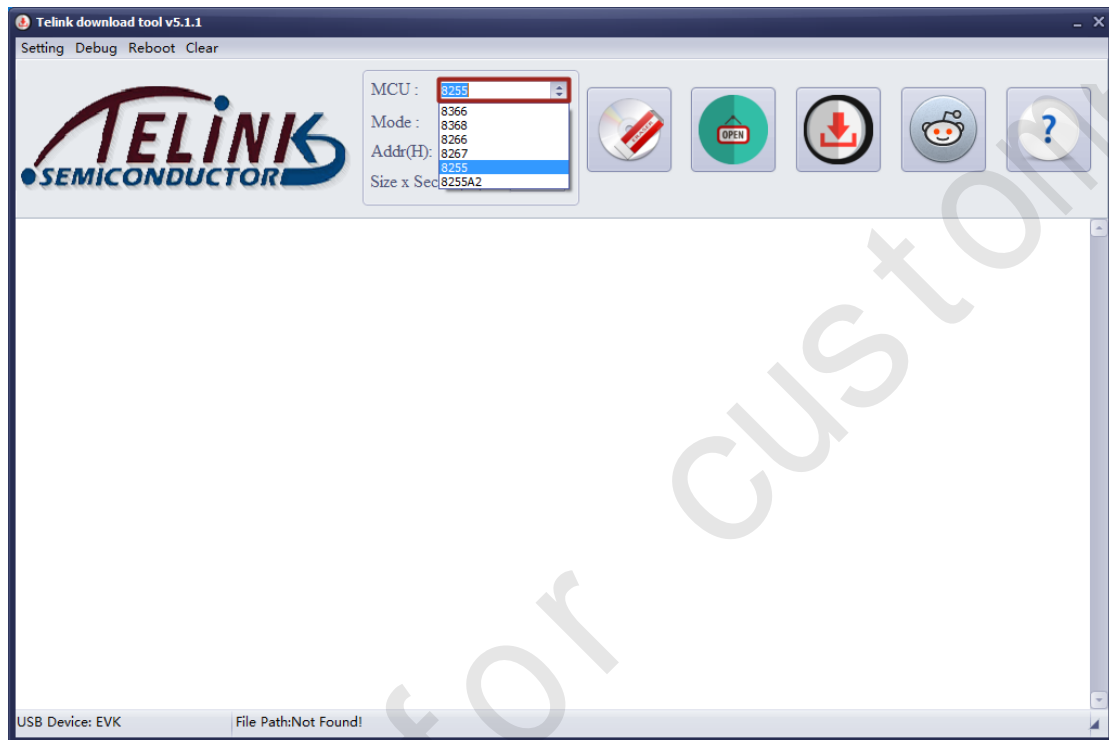 Telink download tool v5.1.1
Setting Debug Reboot Clear
TELINK
SEMICONDUCTOR
MCU : 8255
8366
8368
8266
8267
8255
8255A2
Mode :
Addr(H):
Size x Sec
ERASER
OPEN
?
for custom
USB Device: EVK
File Path:Not Found!